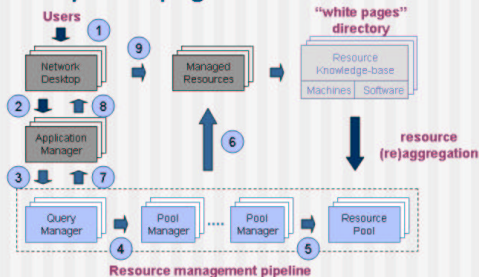 Users
1
"white pages"
directory
Network
Desktop
9
Managed
Resources
Resource
Knowledge-base
Machines
Software
2
8
Application
Manager
6
resource
(re)aggregation
3
7
Query
Manager
4
Pool
Manager
....
Pool
Manager
5
Resource
Pool
Resource management pipeline